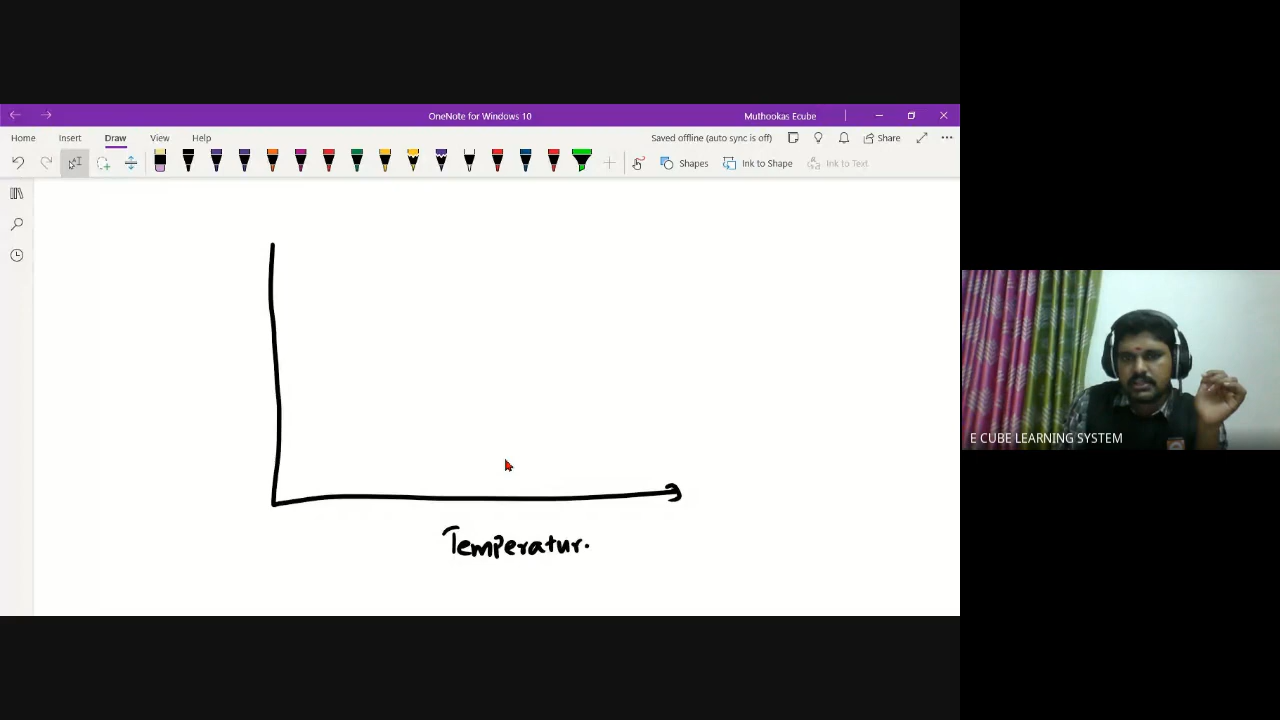 OneNote for Windows 10
Muthookas Ecube
Home Insert Draw View Help
Saved offline (auto sync is off)
Share
Shapes
Ink to Shape
Ink to Text
Temperatur.
E CUBE LEARNING SYSTEM